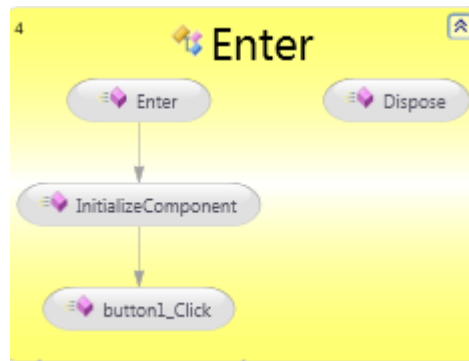 4
Enter
Enter
Dispose
InitializeComponent
button1_Click